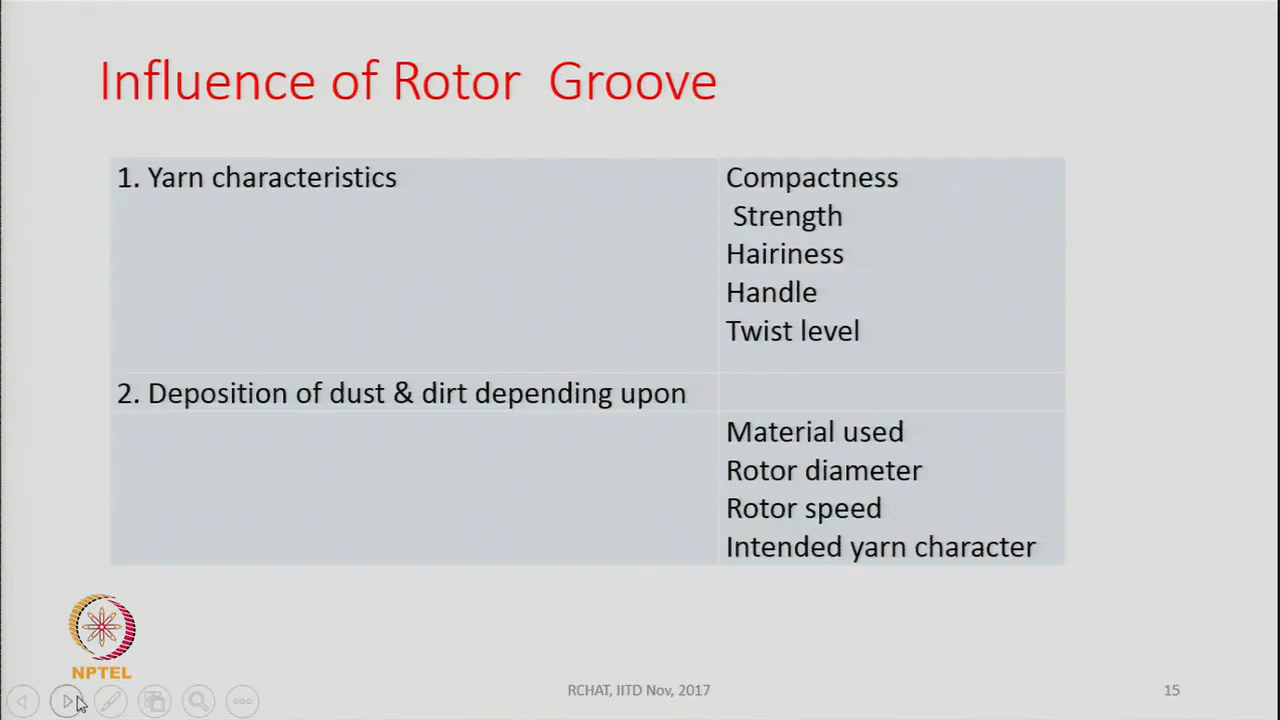 Influence of Rotor Groove
1. Yarn characteristics
Compactness
Strength
Hairiness
Handle
Twist level
2. Deposition of dust & dirt depending upon
Material used
Rotor diameter
Rotor speed
Intended yarn character
NPTEL
RCHAT, IITD Nov, 2017
15